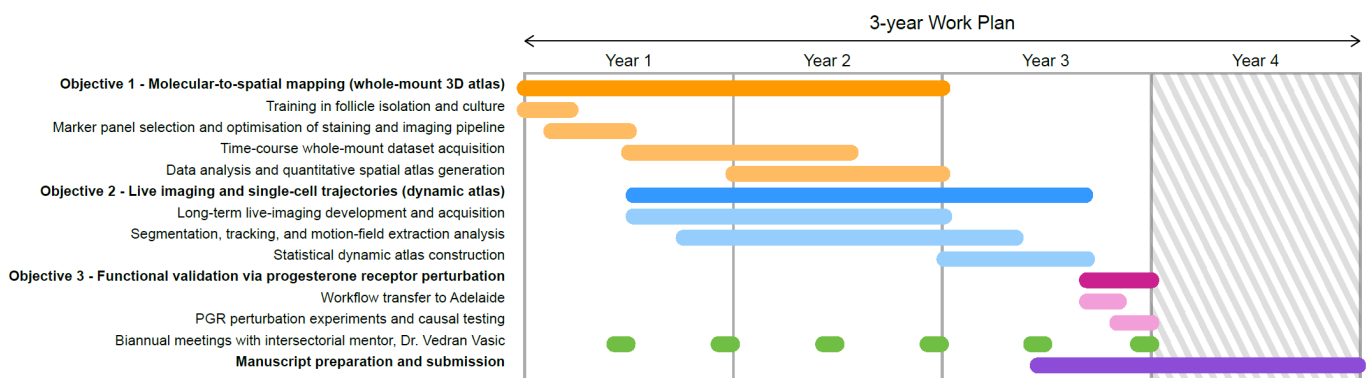 3-year Work Plan
Year 1 Year 2 Year 3 Year 4
Objective 1 - Molecular-to-spatial mapping (whole-mount 3D atlas)
Training in follicle isolation and culture
Marker panel selection and optimisation of staining and imaging pipeline
Time-course whole-mount dataset acquisition
Data analysis and quantitative spatial atlas generation
Objective 2 - Live imaging and single-cell trajectories (dynamic atlas)
Long-term live-imaging development and acquisition
Segmentation, tracking, and motion-field extraction analysis
Statistical dynamic atlas construction
Objective 3 - Functional validation via progesterone receptor perturbation
Workflow transfer to Adelaide
PGR perturbation experiments and causal testing
Biannual meetings with intersectorial mentor, Dr. Vedran Vasic
Manuscript preparation and submission